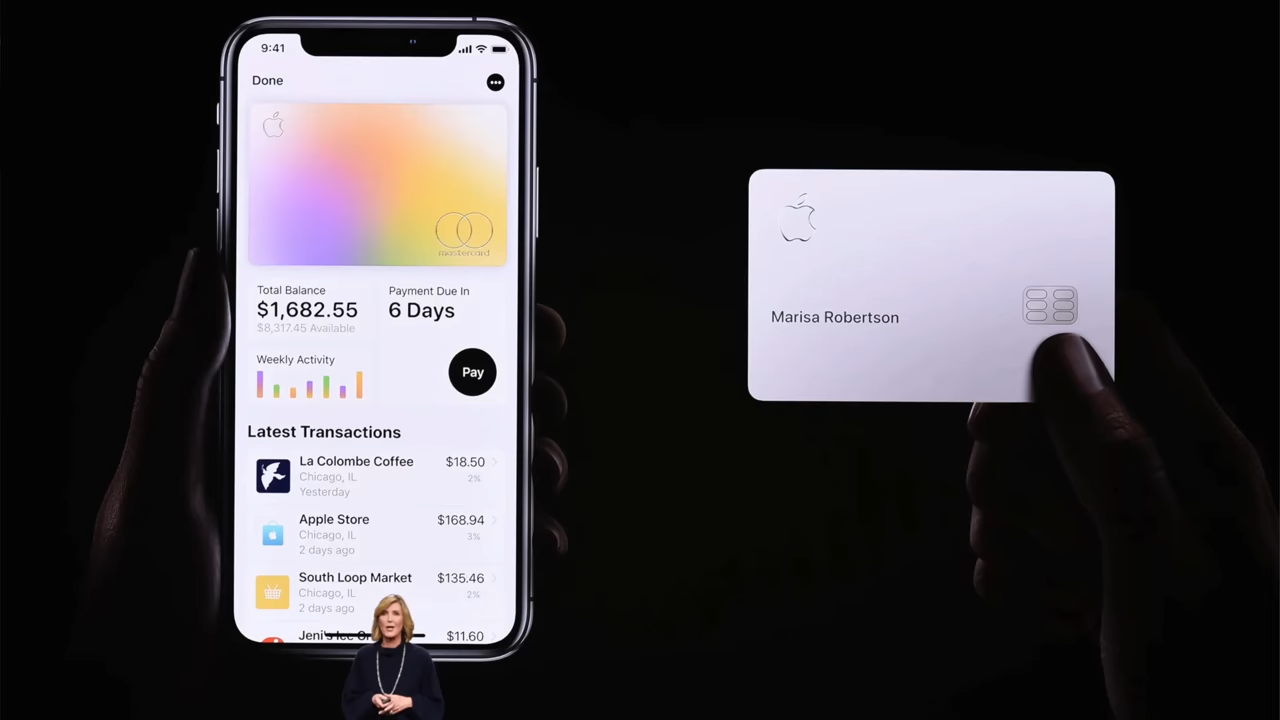 9:41
Done
mastercard
Total Balance
$1,682.55
$8,317.45 Available
Payment Due In
6 Days
Weekly Activity
Pay
Latest Transactions
La Colombe Coffee $18.50
Chicago, IL 2%
Yesterday
Apple Store $168.94
Chicago, IL 3%
2 days ago
South Loop Market $135.46
Chicago, IL 2%
2 days ago
Jeni's Ice $11.60
Marisa Robertson